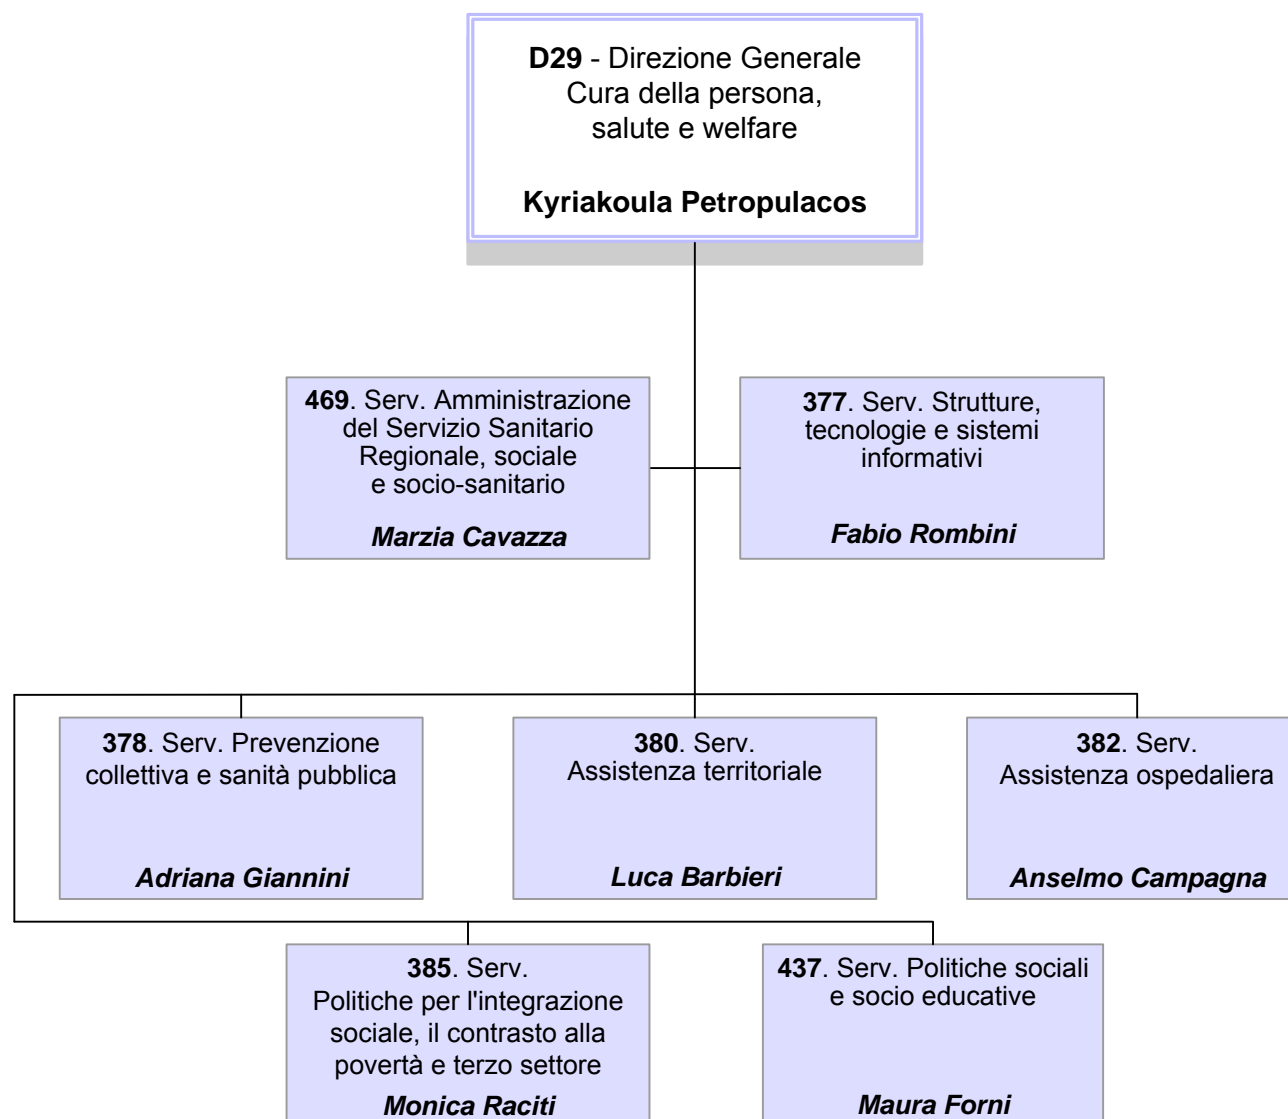 D29 - Direzione Generale
Cura della persona,
salute e welfare
Kyriakoula Petropulacos
469. Serv. Amministrazione
del Servizio Sanitario
Regionale, sociale
e socio-sanitario
Marzia Cavazza
377. Serv. Strutture,
tecnologie e sistemi
informativi
Fabio Rombini
378. Serv. Prevenzione
collettiva e sanità pubblica
Adriana Giannini
380. Serv.
Assistenza territoriale
Luca Barbieri
382. Serv.
Assistenza ospedaliera
Anselmo Campagna
385. Serv.
Politiche per l'integrazione
sociale, il contrasto alla
povertà e terzo settore
Monica Raciti
437. Serv. Politiche sociali
e socio educative
Maura Forni